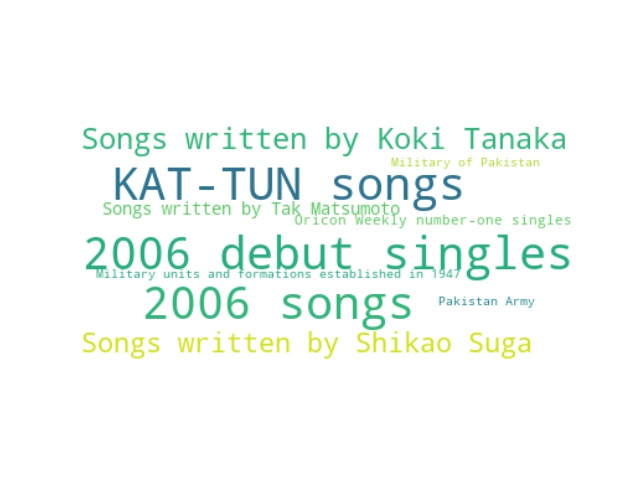 Songs written by Koki Tanaka
Military of Pakistan
KAT-TUN songs
Songs written by Tak Matsumoto
Oricon Weekly number-one singles
2006 debut singles
Military units and formations established in 1947
2006 songs
Pakistan Army
Songs written by Shikao Suga